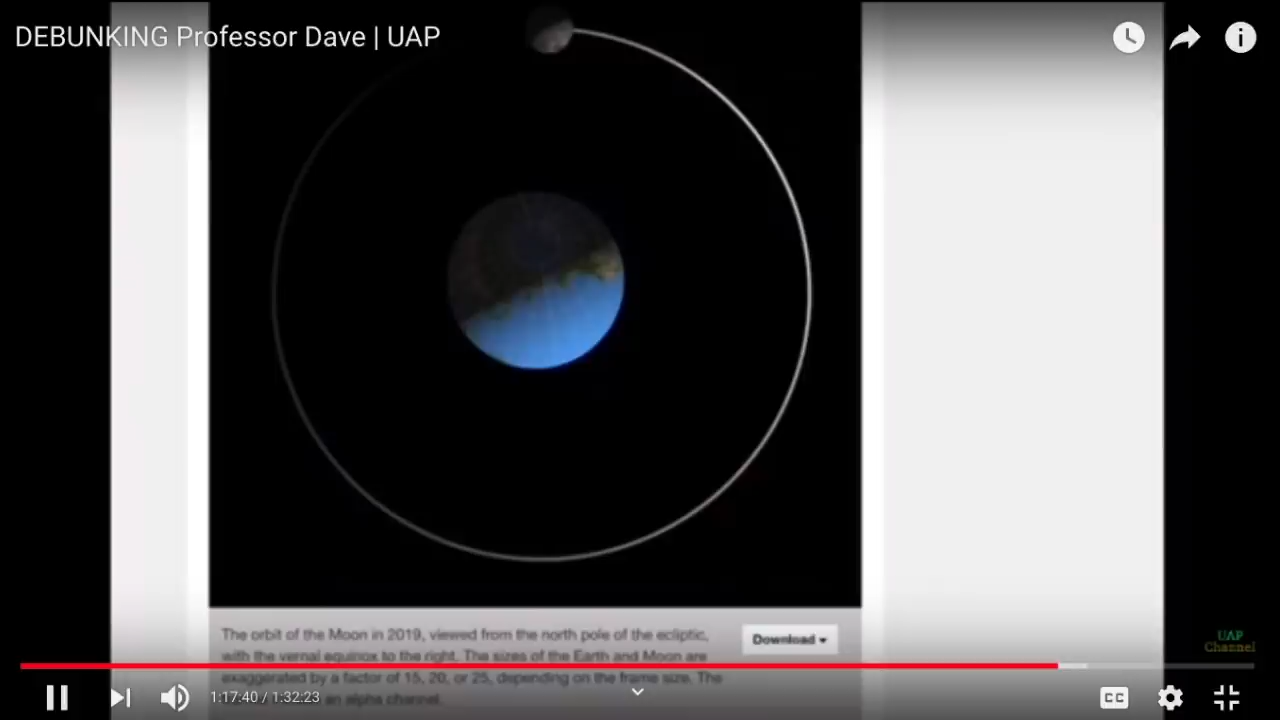 DEBUNKING Professor Dave | UAP
The orbit of the Moon in 2019, viewed from the north pole of the ecliptic,
with the vernal equinox to the right. The sizes of the Earth and Moon are
exaggerated by a factor of 15, 20, or 25, depending on the frame size. The
an alpha channel.
Download
UAP
Channel
1:17:40 / 1:32:23
CC